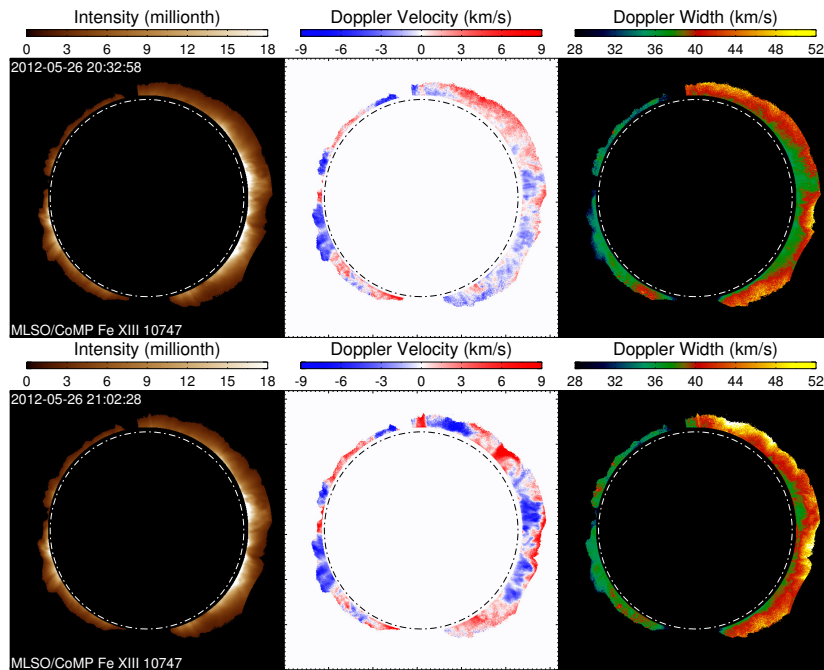 Intensity (millionth) Doppler Velocity (km/s) Doppler Width (km/s)
0 3 6 9 12 15 18 -9 -6 -3 0 3 6 9 28 32 36 40 44 48 52
2012-05-26 20:32:58
MLSO/CoMP Fe XIII 10747
Intensity (millionth) Doppler Velocity (km/s) Doppler Width (km/s)
0 3 6 9 12 15 18 -9 -6 -3 0 3 6 9 28 32 36 40 44 48 52
2012-05-26 21:02:28
MLSO/CoMP Fe XIII 10747